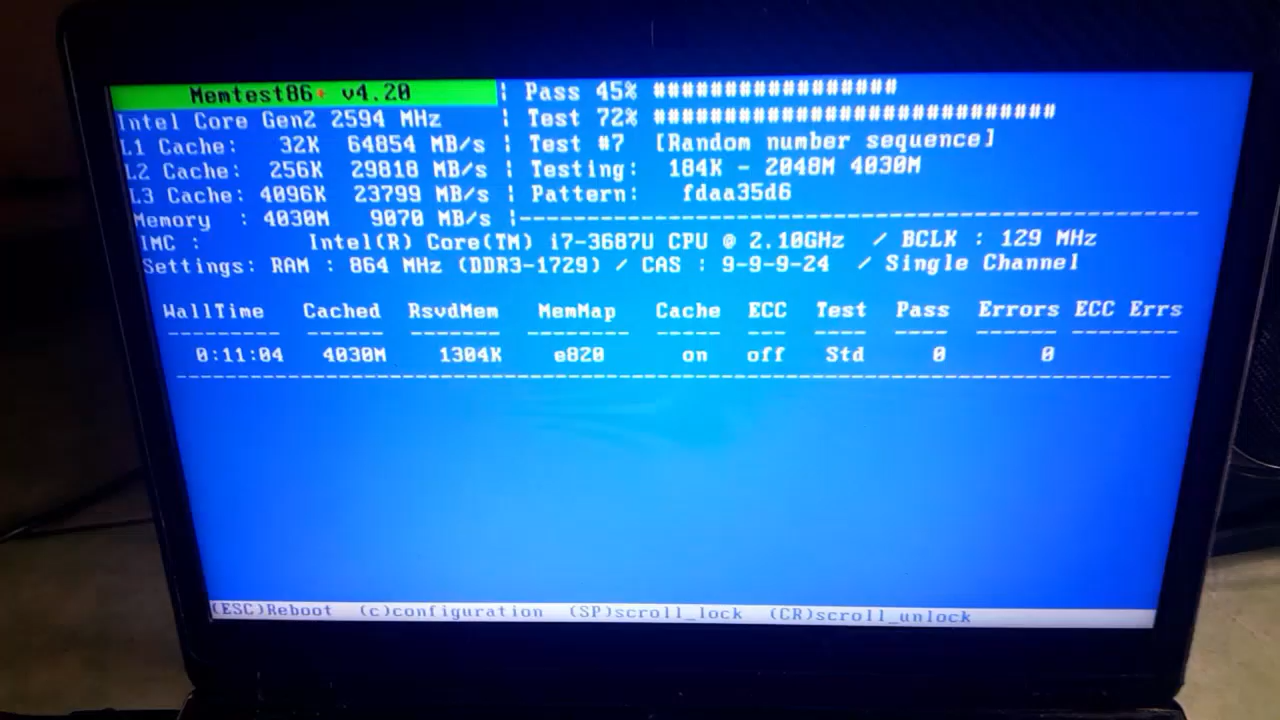 Memtest86+ v4.20 | Pass 45% #################
Intel Core Gen2 2594 MHz | Test 72% ############################
L1 Cache: 32K 64854 MB/s | Test #7 [Random number sequence]
L2 Cache: 256K 29818 MB/s | Testing: 184K - 2048M 4030M
L3 Cache: 4096K 23799 MB/s | Pattern: fdaa35d6
Memory : 4030M 9070 MB/s |--------------------------------------------------
IMC : Intel(R) Core(TM) i7-3687U CPU @ 2.10GHz / BCLK : 129 MHz
Settings: RAM : 864 MHz (DDR3-1729) / CAS : 9-9-9-24 / Single Channel
WallTime Cached RsvdMem MemMap Cache ECC Test Pass Errors ECC Errs
--------- ------ ------- -------- ----- --- ---- ---- ------ --------
0:11:04 4030M 1304K e820 on off Std 0 0
(ESC)Reboot (c)configuration (SP)scroll_lock (CR)scroll_unlock